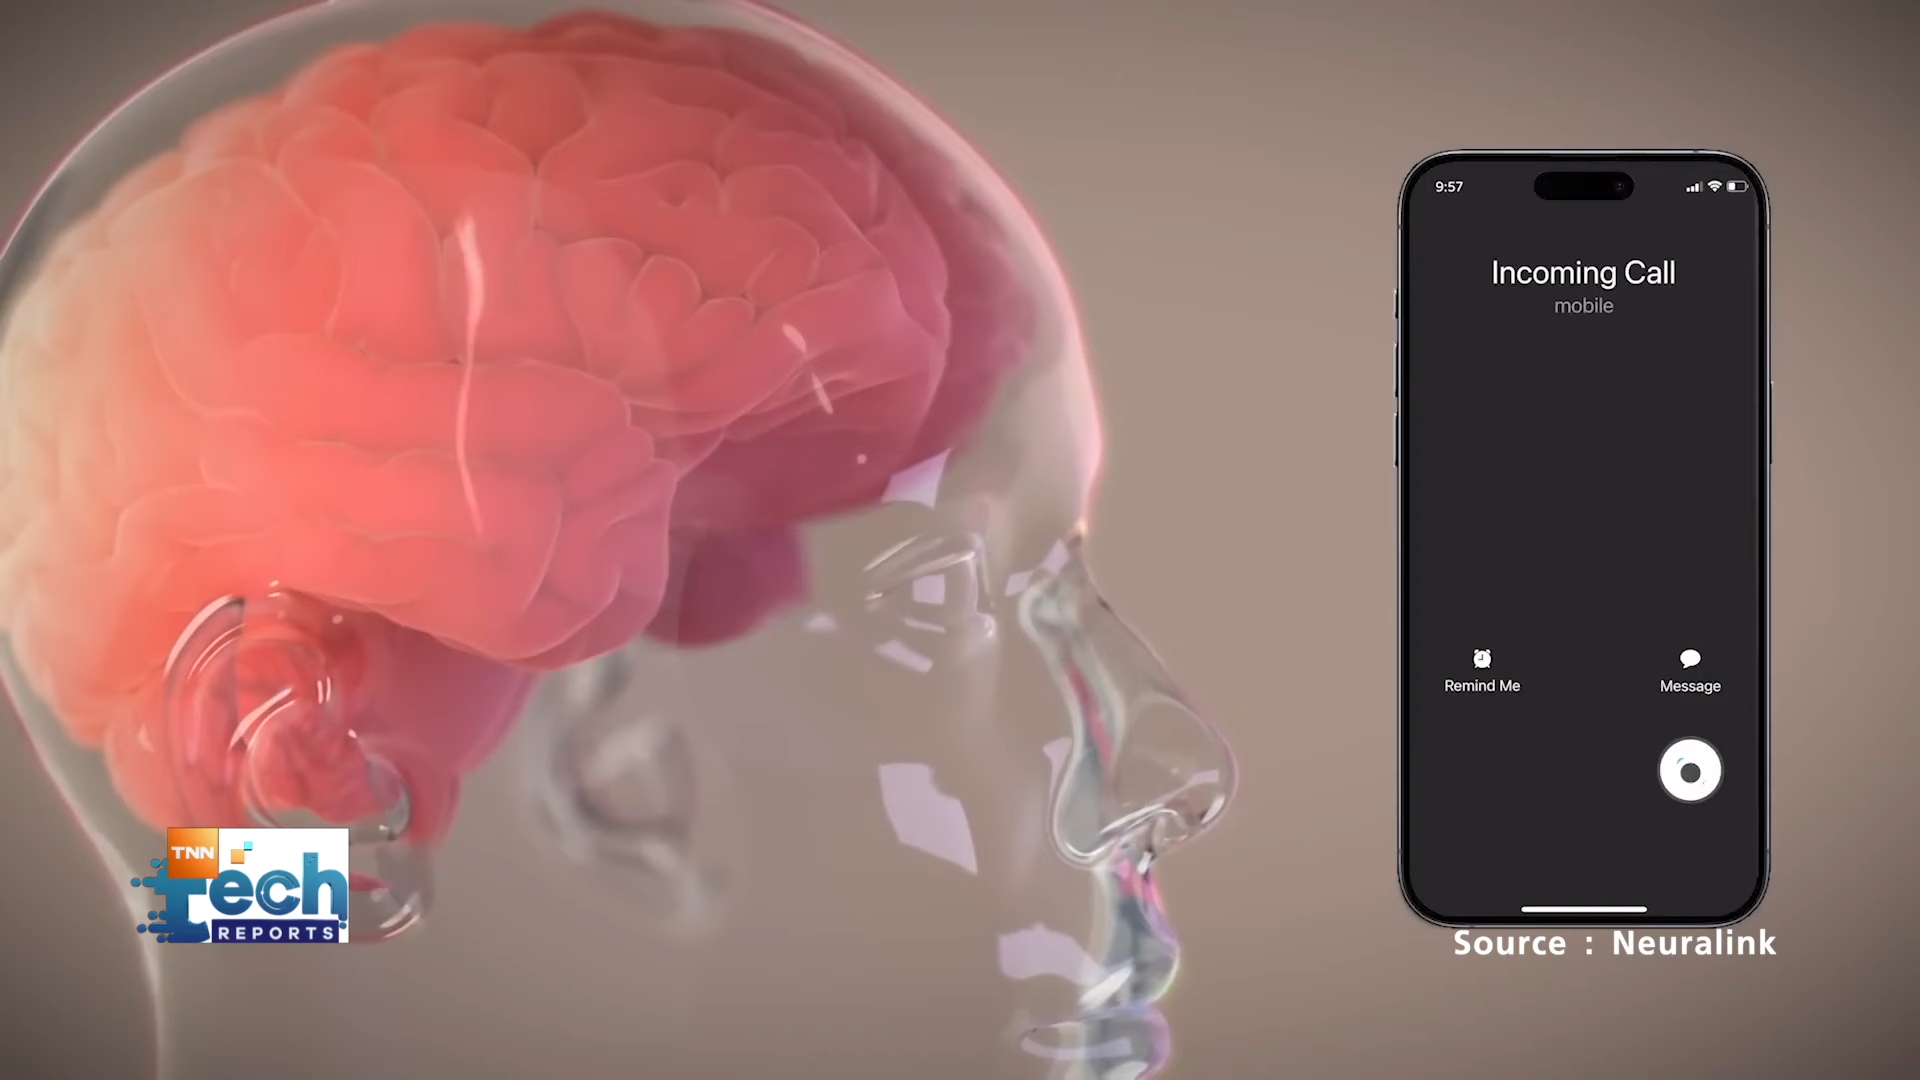 9:57
Incoming Call
mobile
Remind Me
Message
TNN
Tech
REPORTS
Source : Neuralink